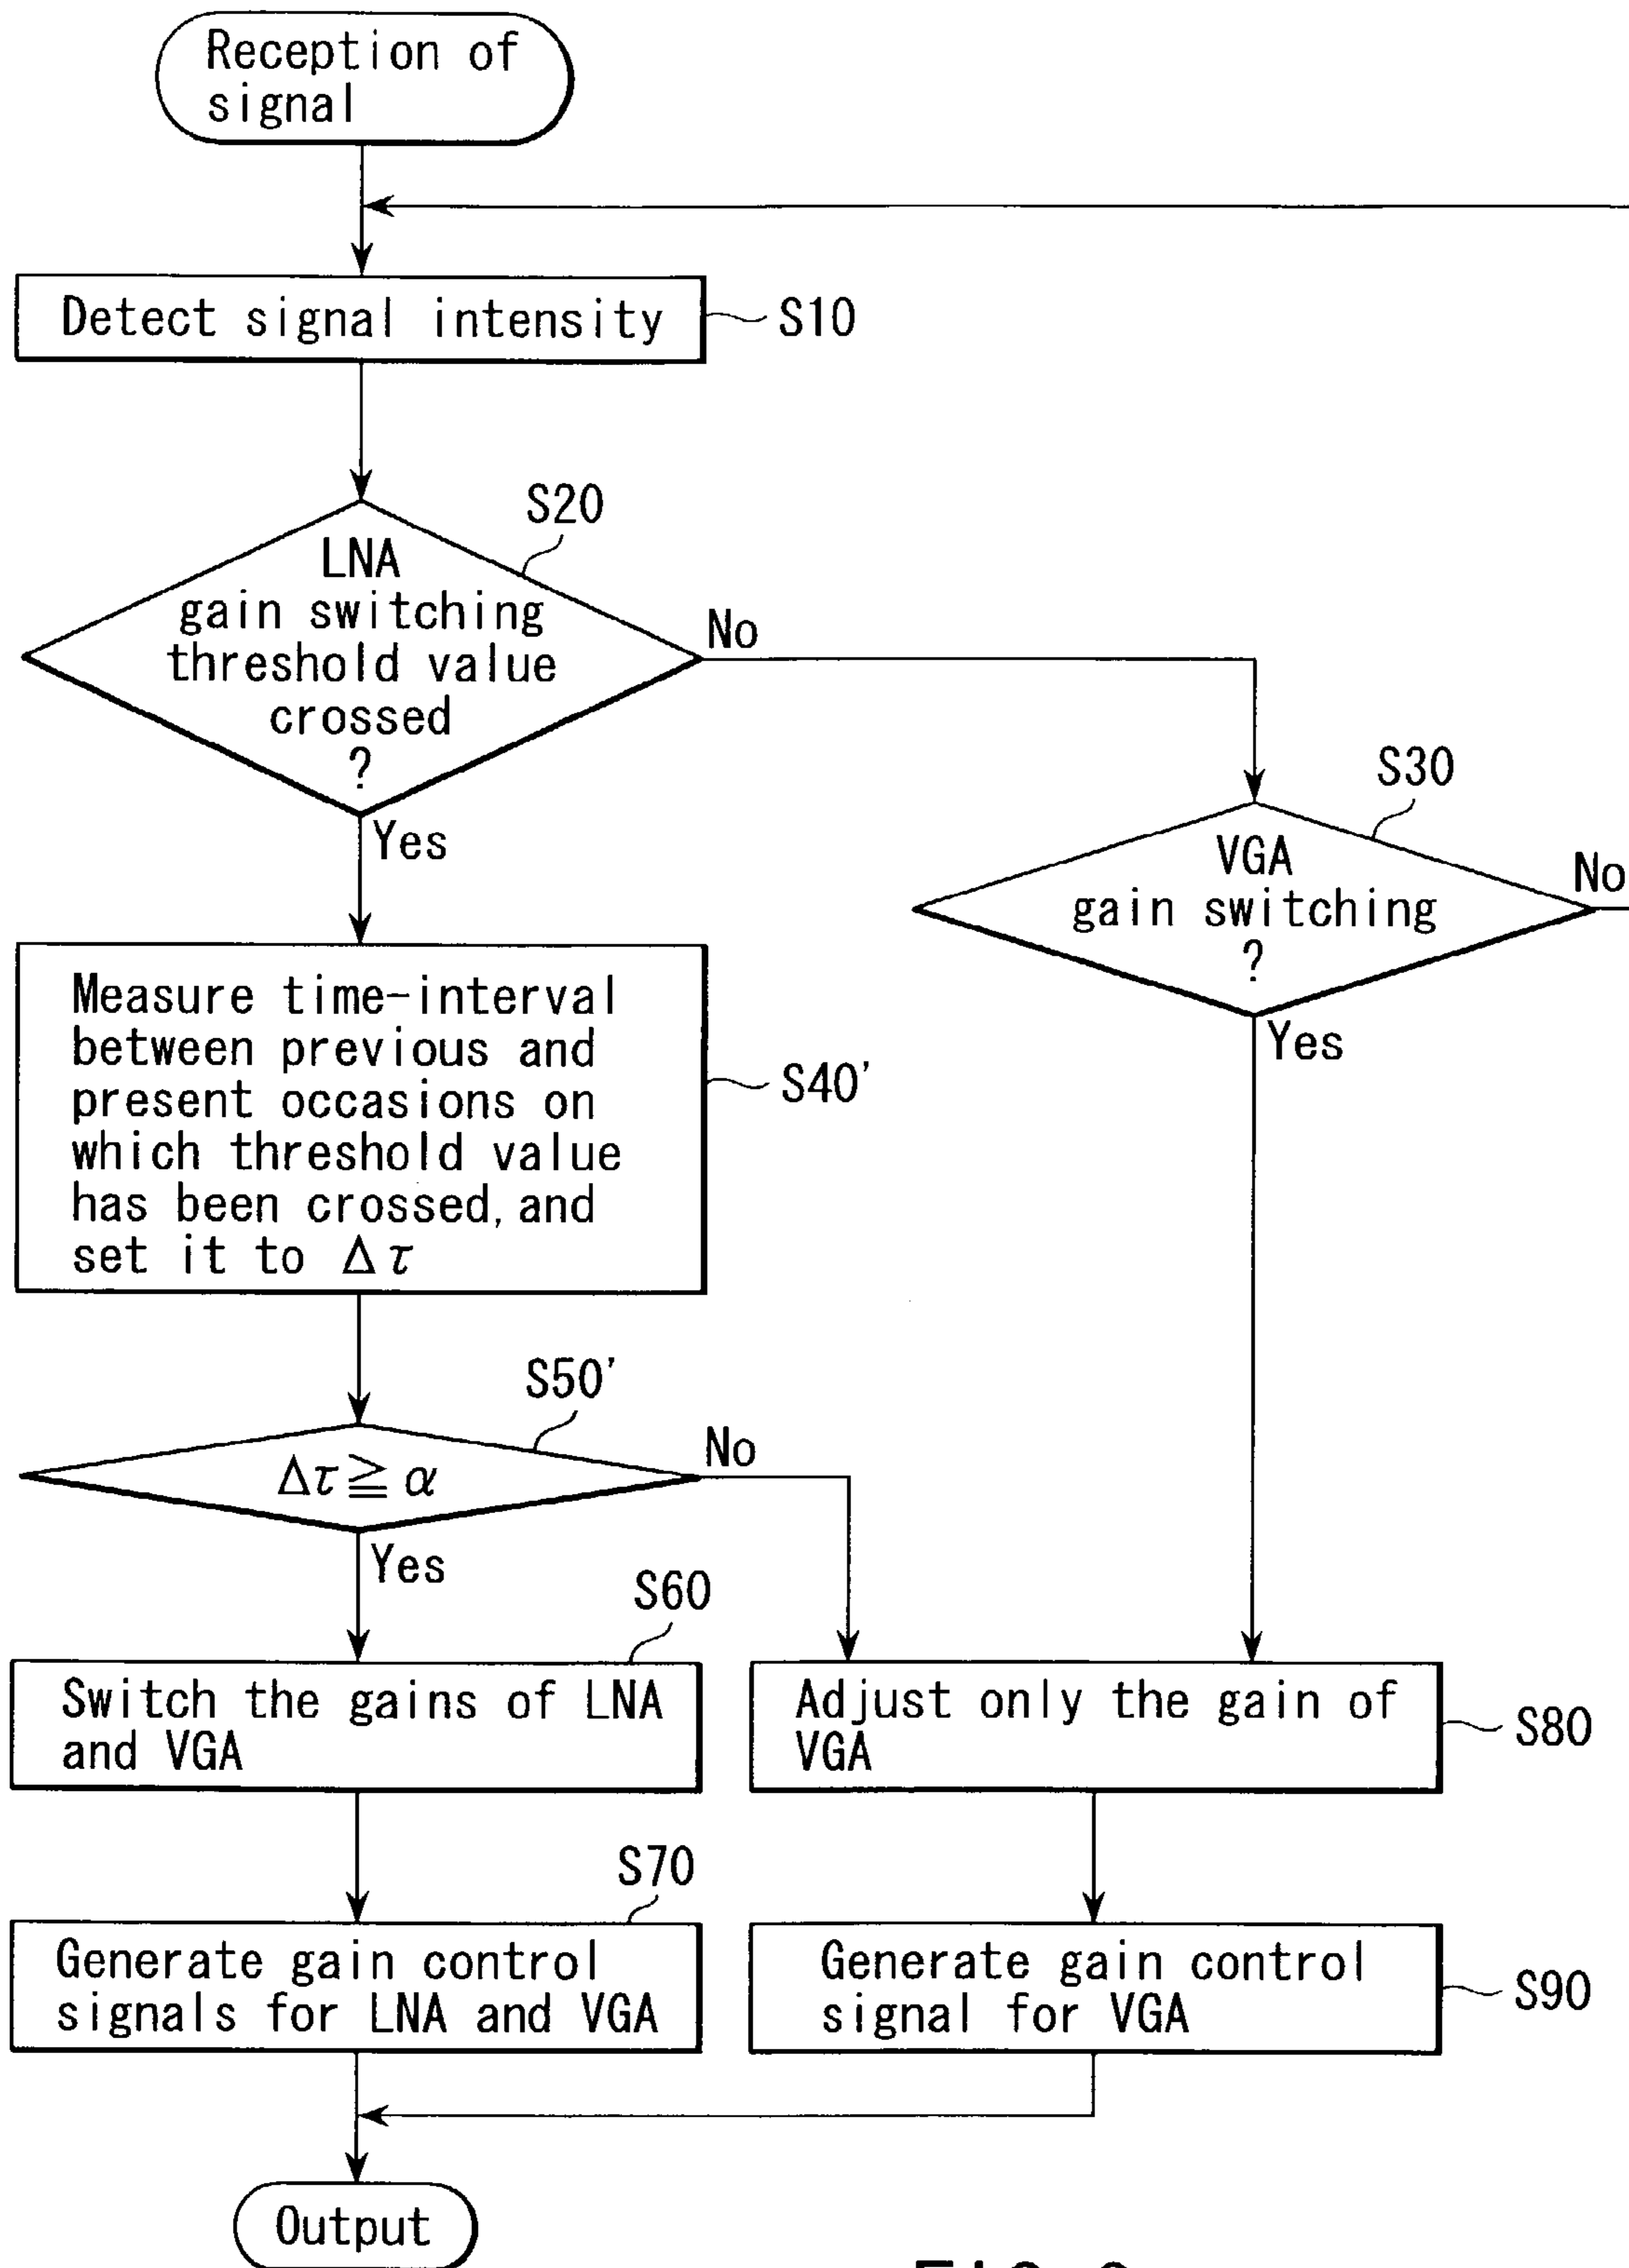 Reception of
signal
Detect signal intensity
S10
S20
LNA
gain switching
threshold value
crossed
?
No
Yes
S30
VGA
gain switching
?
No
Yes
Measure time-interval
between previous and
present occasions on
which threshold value
has been crossed, and
set it to Δτ
S40'
S50'
Δτ≧α
No
Yes
S60
Switch the gains of LNA
and VGA
Adjust only the gain of
VGA
S80
S70
Generate gain control
signals for LNA and VGA
Generate gain control
signal for VGA
S90
Output